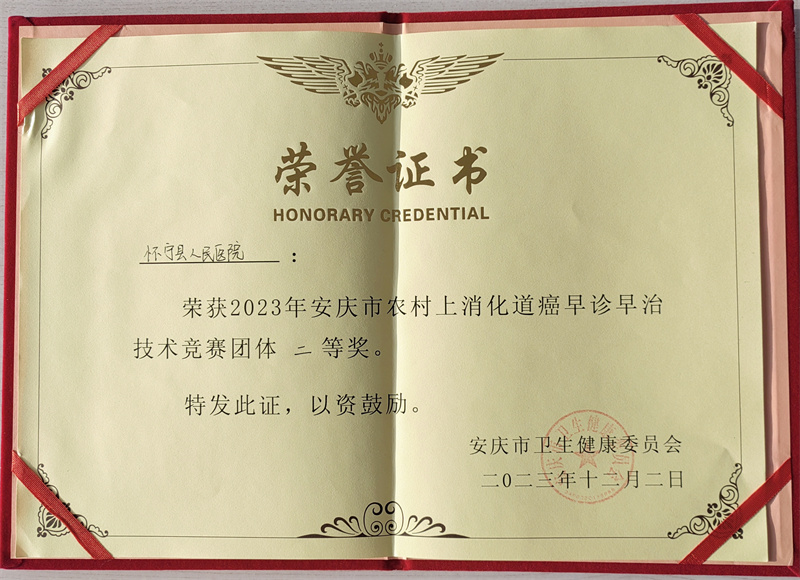 荣誉证书
HONORARY CREDENTIAL
怀宁县人民医院：
荣获2023年安庆市农村上消化道癌早诊早治
技术竞赛团体 二 等奖。
特发此证，以资鼓励。
安庆市卫生健康委员会
二〇二三年十二月二日